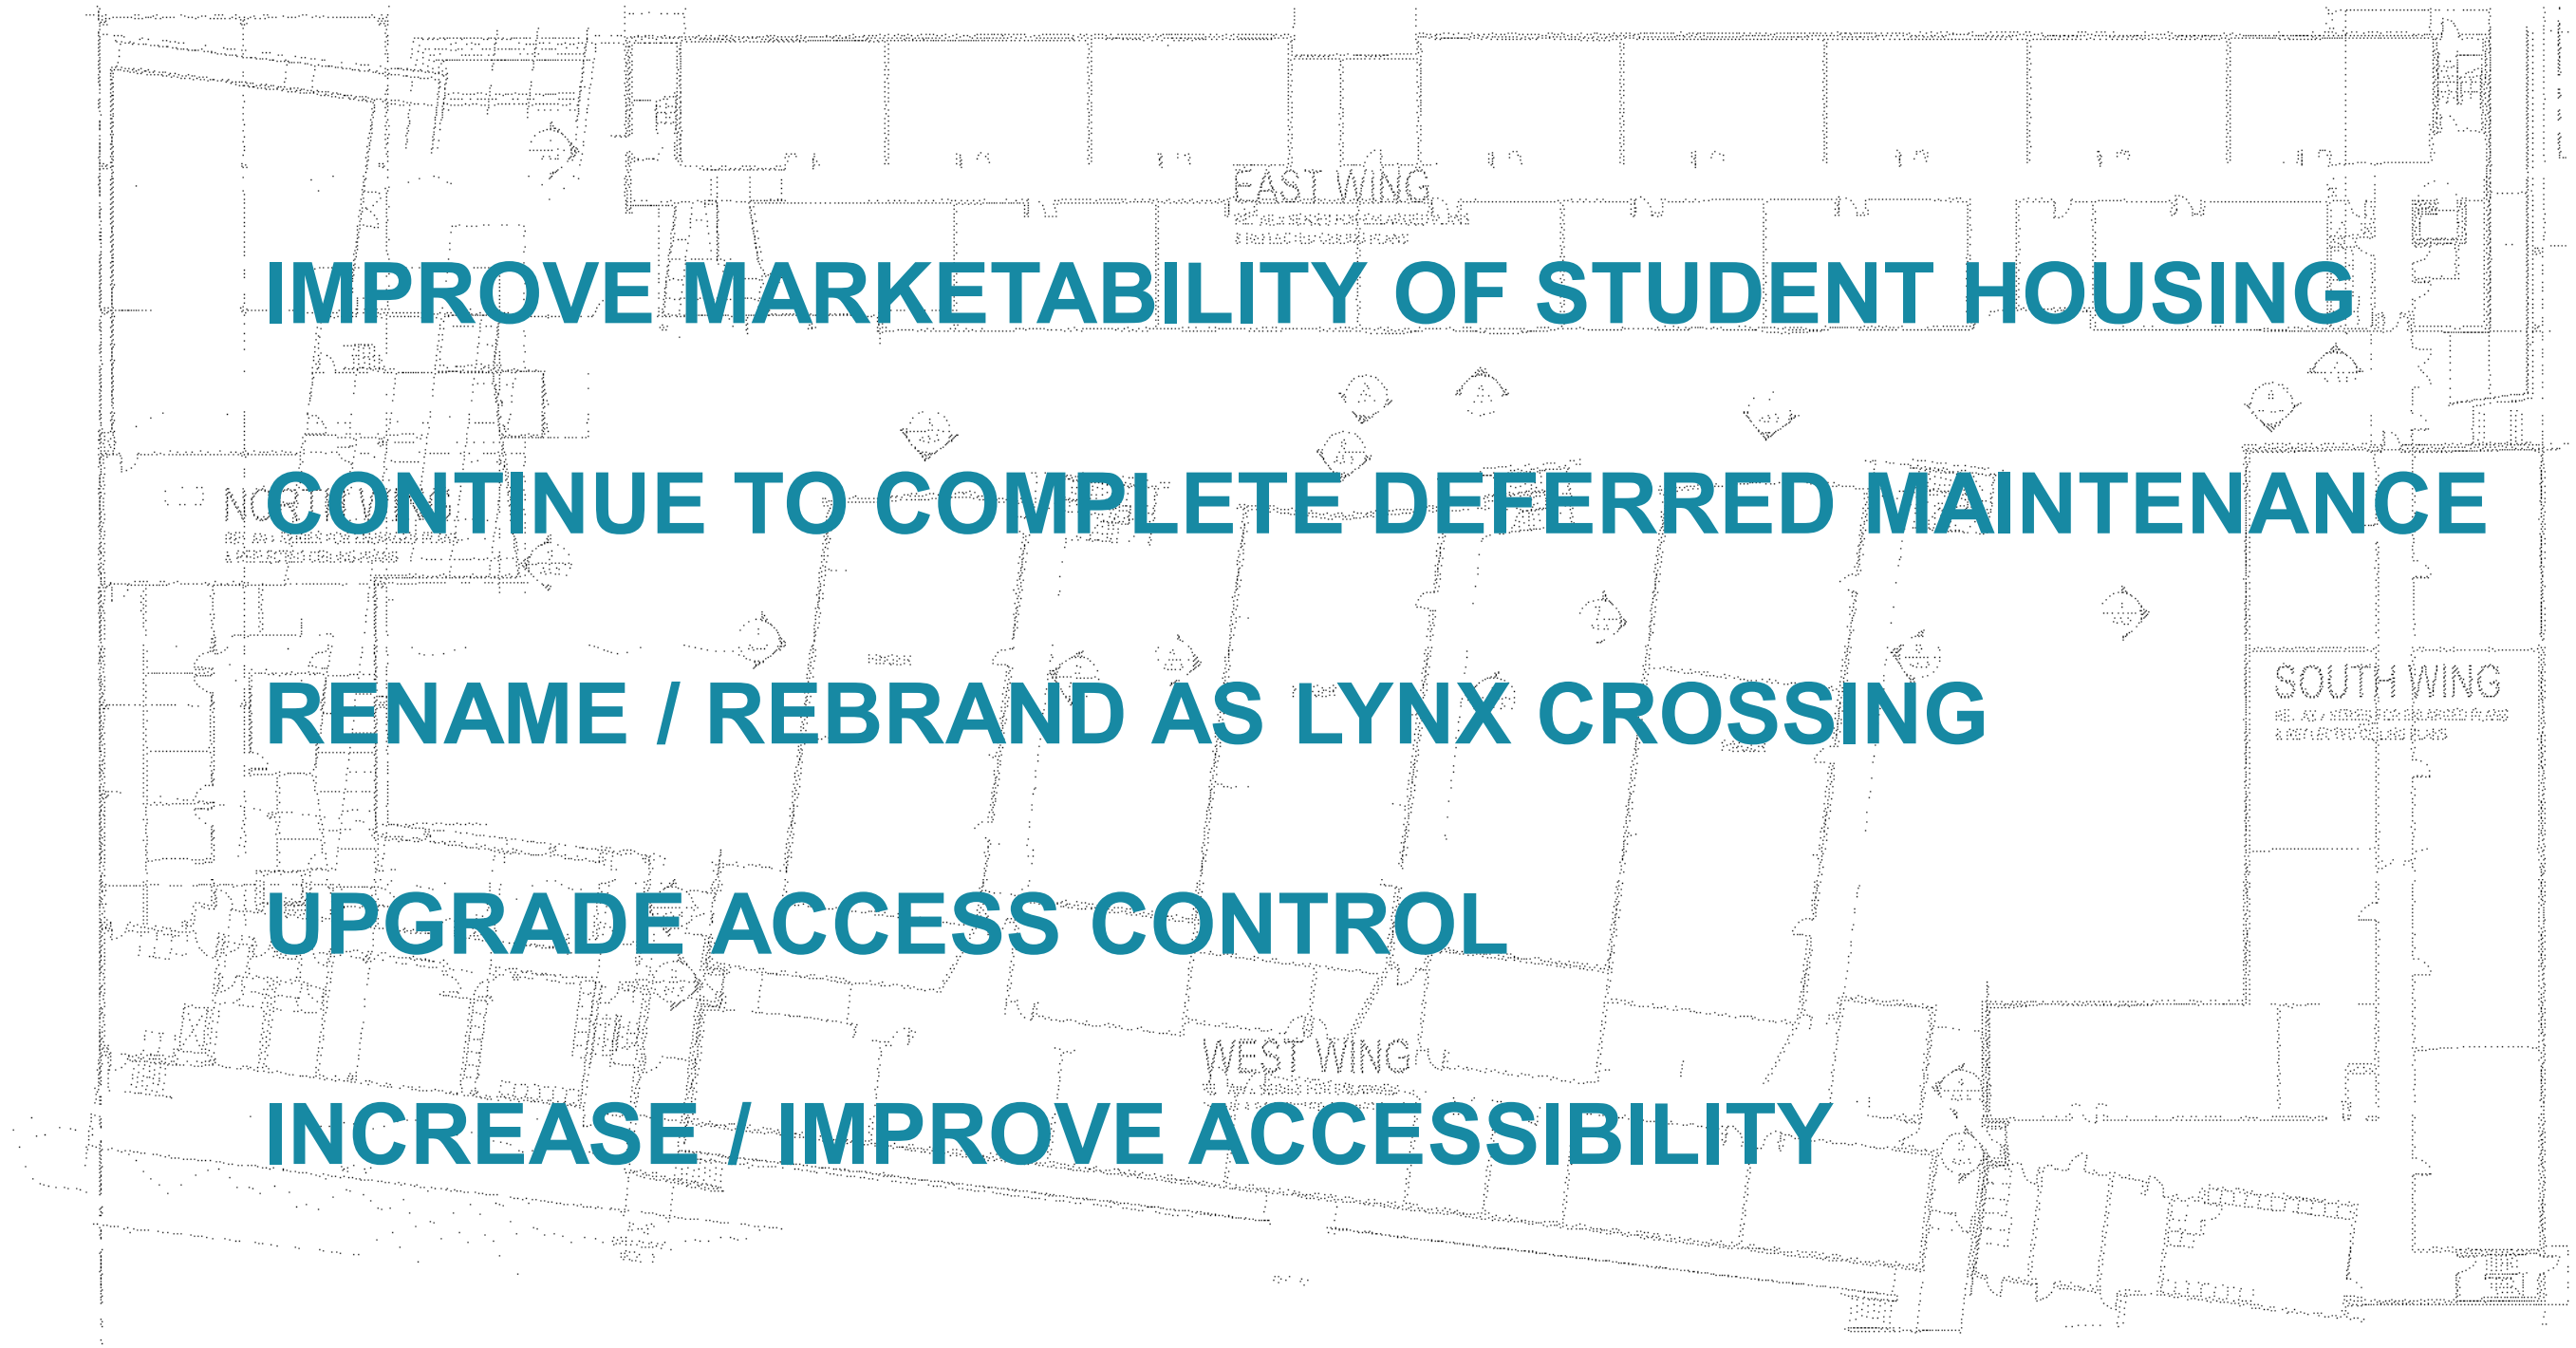 EAST WING
IMPROVE MARKETABILITY OF STUDENT HOUSING
CONTINUE TO COMPLETE DEFERRED MAINTENANCE
SOUTH WING
RENAME / REBRAND AS LYNX CROSSING
UPGRADE ACCESS CONTROL
WEST WING
INCREASE / IMPROVE ACCESSIBILITY